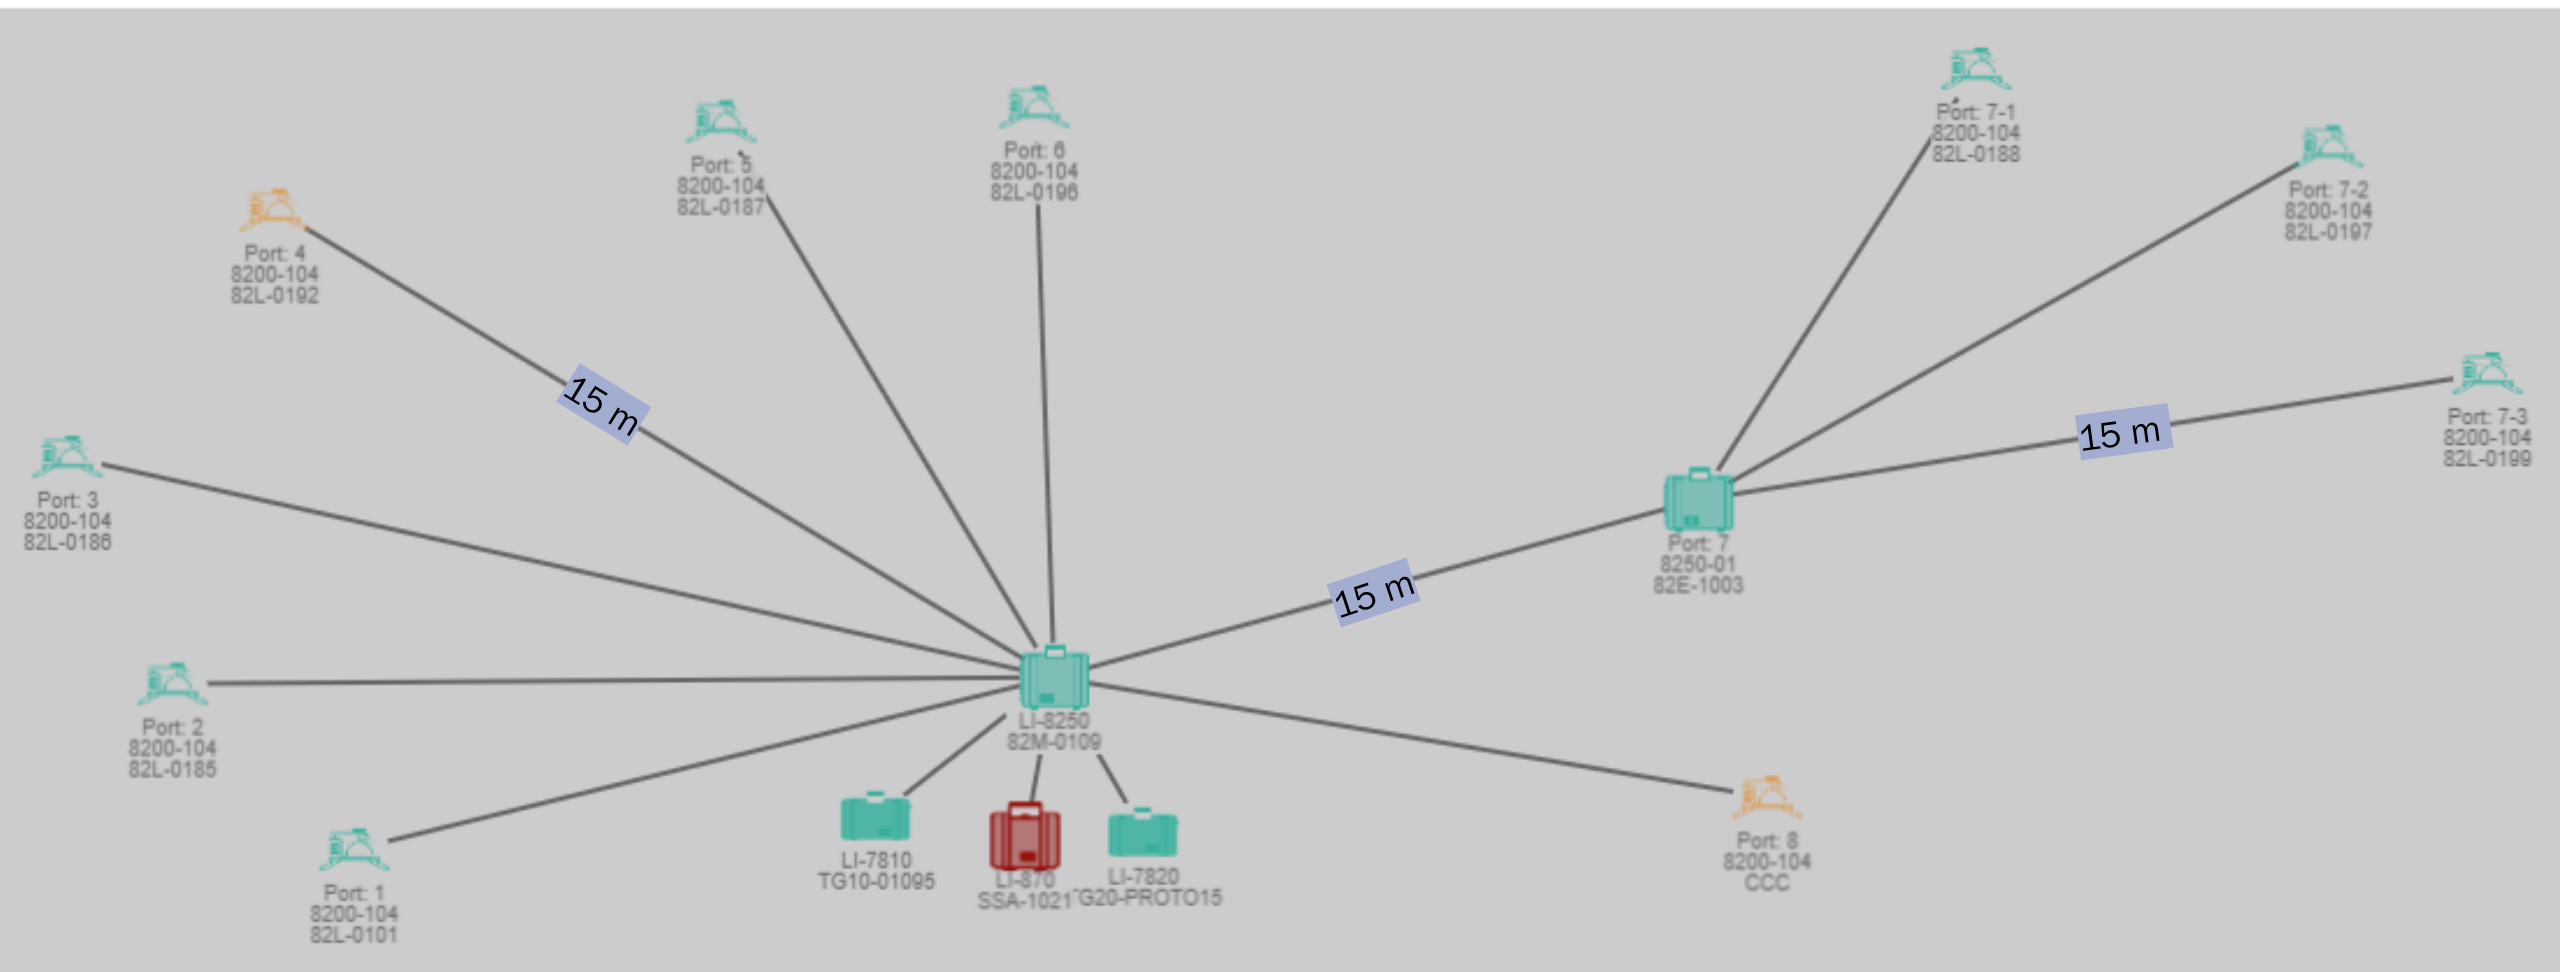 Port: 7-1
8200-104
82L-0188
Port: 6
8200-104
82L-0196
Port: 5
8200-104
82L-0187
Port: 7-2
8200-104
82L-0197
Port: 4
8200-104
82L-0192
15 m
15 m
Port: 7-3
8200-104
82L-0199
Port: 3
8200-104
82L-0186
Port: 7
8250-01
82E-1003
15 m
LI-8250
82M-0109
Port: 2
8200-104
82L-0185
Port: 8
8200-104
CCC
LI-7810
TG10-01095
LI-870
SSA-1021
LI-7820
TG20-PROTO15
Port: 1
8200-104
82L-0101